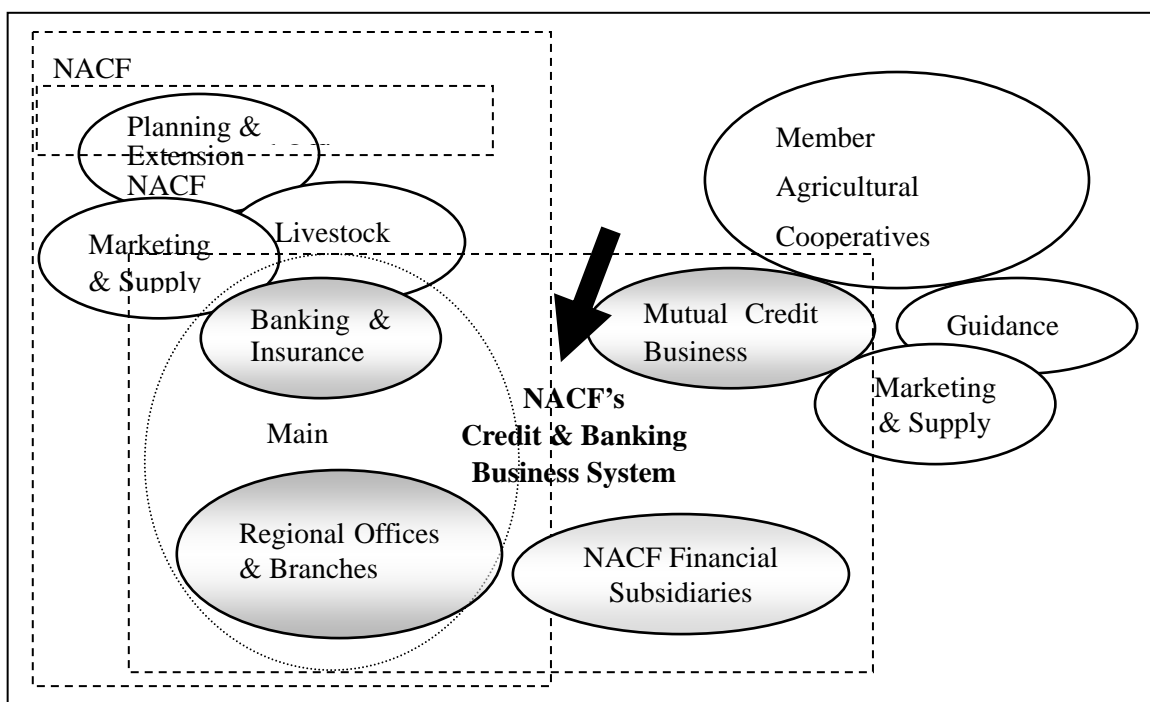 NACF
Planning &
Extension
NACF
Marketing
& Supply
Livestock
Banking &
Insurance
Main
Regional Offices
& Branches
NACF's
Credit & Banking
Business System
Mutual Credit
Business
NACF Financial
Subsidiaries
Member
Agricultural
Cooperatives
Guidance
Marketing
& Supply